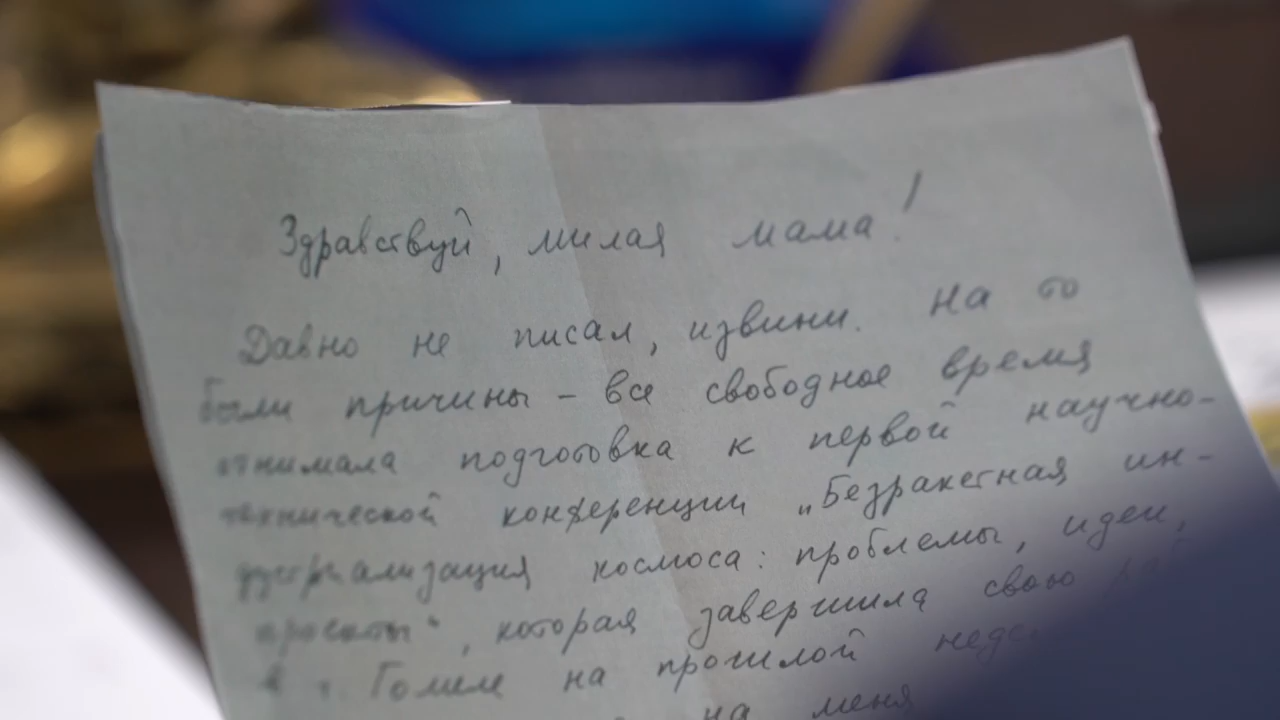 Здравствуй, милая мама!
Давно не писал, извини. На то
были причины – все свободное время
отнимала подготовка к первой научно-
технической конференции „Безракетная ин-
дустриализация космоса: проблемы, идеи,
проекты“, которая завершила свою
в г. Гомеле на прошлой
на меня